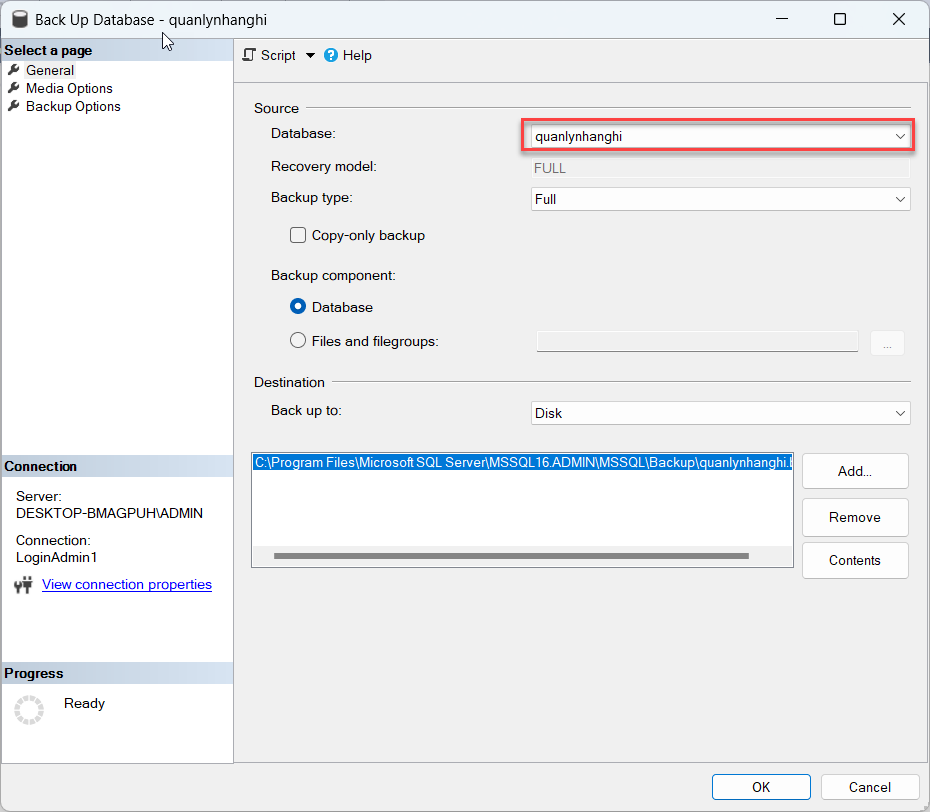 Back Up Database - quanlynhanghi
Select a page
General
Media Options
Backup Options
Script
Help
Source
Database:
quanlynhanghi
Recovery model:
FULL
Backup type:
Full
Copy-only backup
Backup component:
Database
Files and filegroups:
...
Destination
Back up to:
Disk
C:\Program Files\Microsoft SQL Server\MSSQL16.ADMIN\MSSQL\Backup\quanlynhanghi.b
Add...
Remove
Contents
Connection
Server:
DESKTOP-BMAGPUH\ADMIN
Connection:
LoginAdmin1
View connection properties
Progress
Ready
OK
Cancel